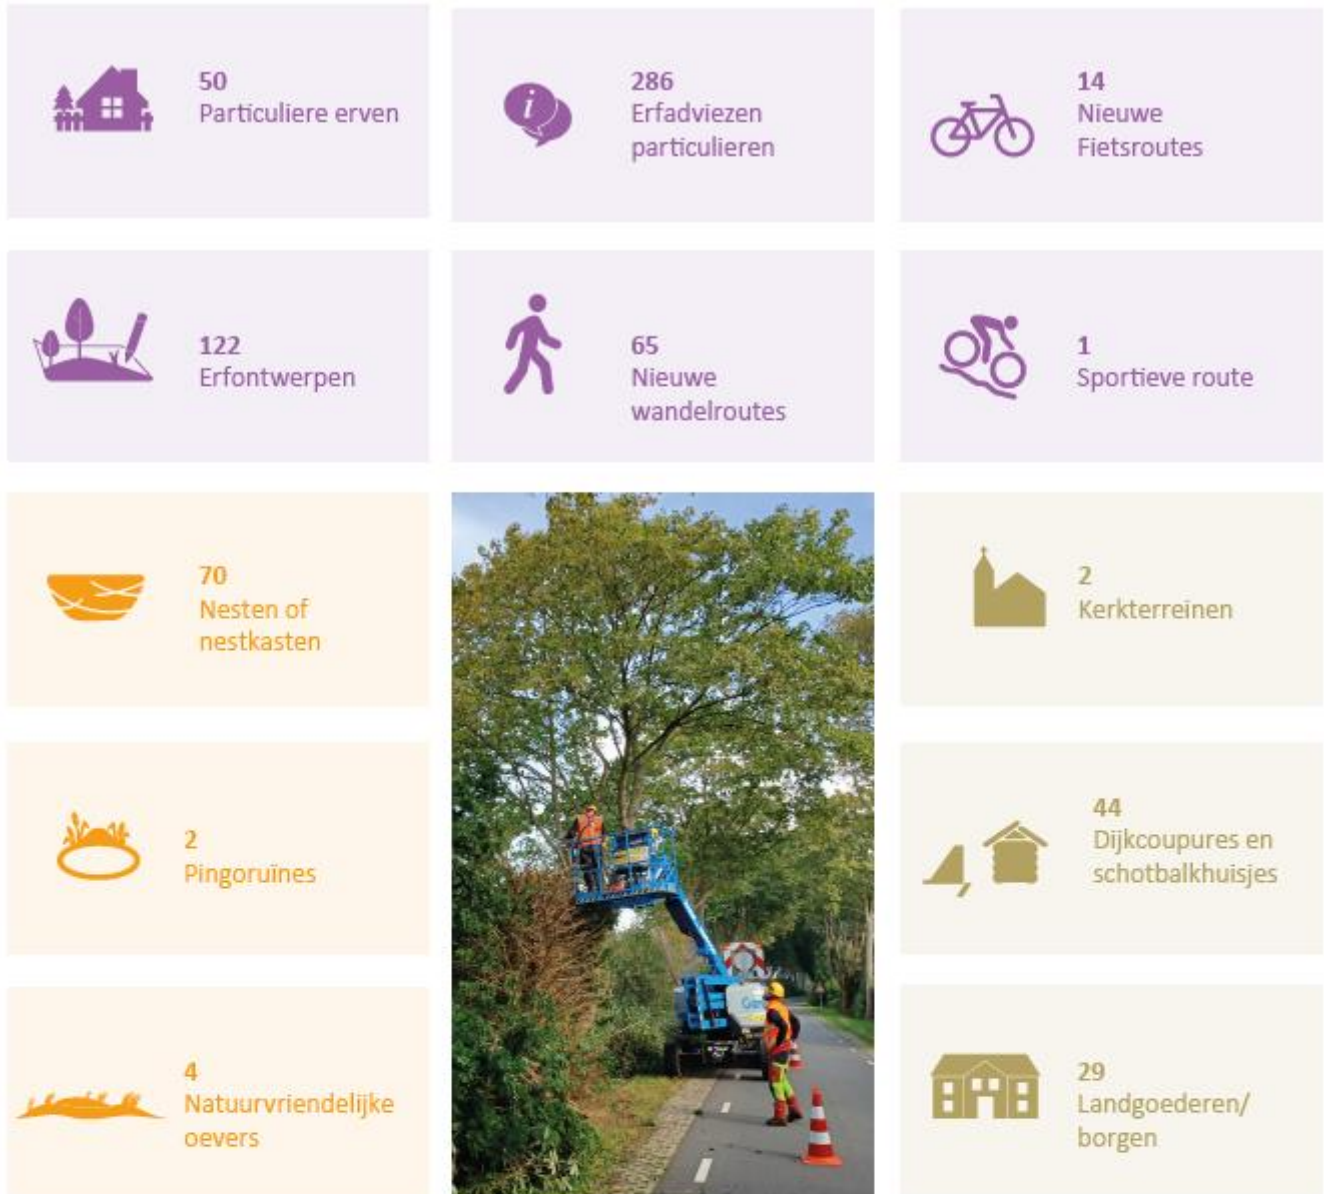 50
Particuliere erven
286
Erfadviezen
particulieren
14
Nieuwe
Fietsroutes
122
Erfontwerpen
65
Nieuwe
wandelroutes
1
Sportieve route
70
Nesten of
nestkasten
2
Kerkterreinen
2
Pingoruïnes
44
Dijkcoupures en
schotbalkhuisjes
4
Natuurvriendelijke
oevers
29
Landgoederen/
borgen